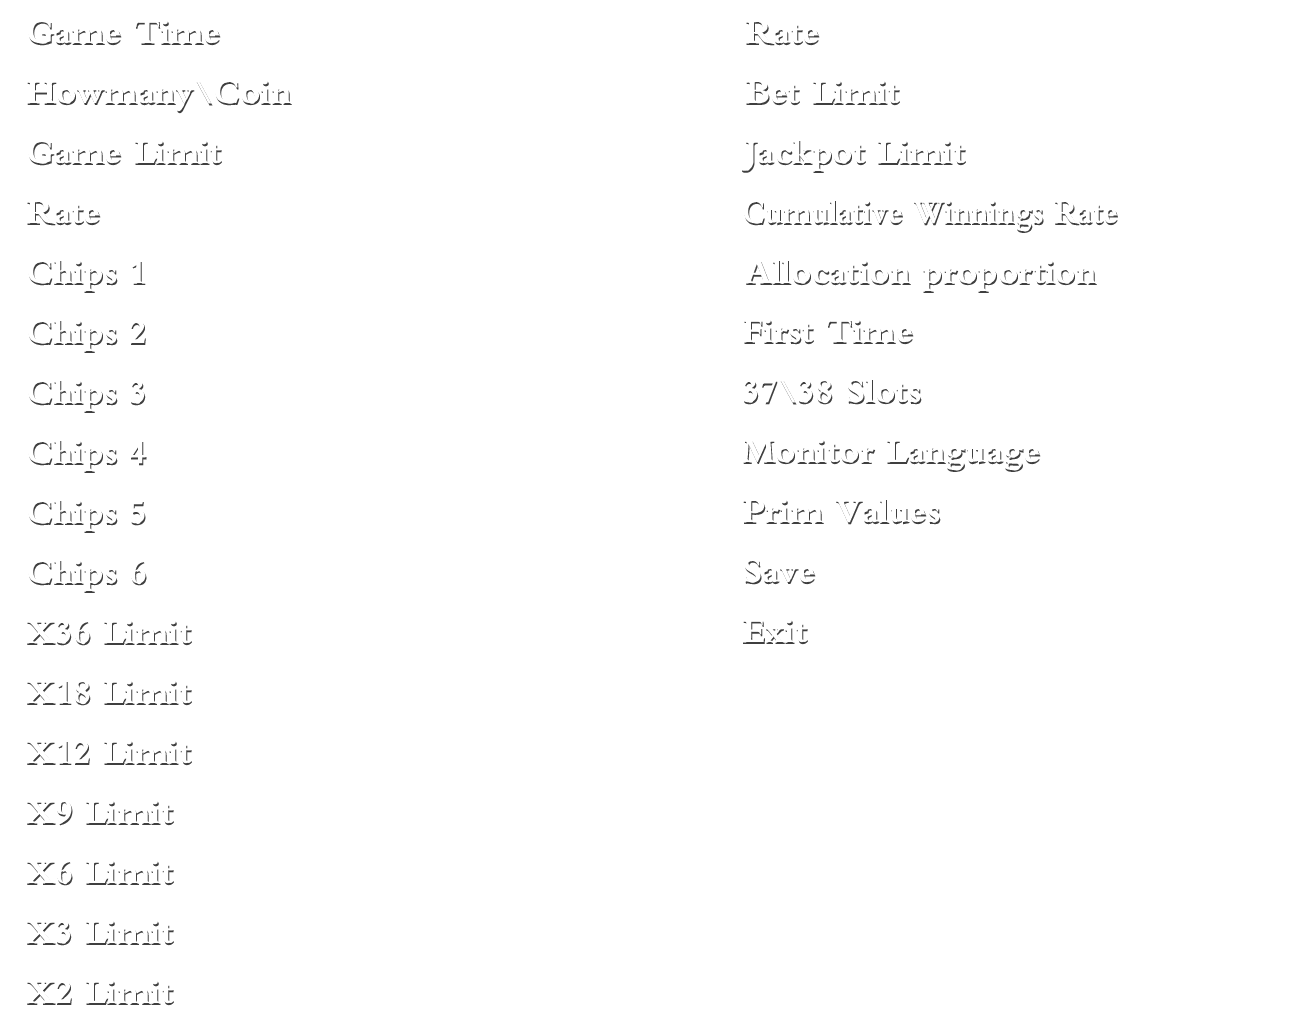 Game Time
Howmany\Coin
Game Limit
Rate
Chips 1
Chips 2
Chips 3
Chips 4
Chips 5
Chips 6
X36 Limit
X18 Limit
X12 Limit
X9 Limit
X6 Limit
X3 Limit
X2 Limit
Rate
Bet Limit
Jackpot Limit
Cumulative Winnings Rate
Allocation proportion
First Time
37\38 Slots
Monitor Language
Prim Values
Save
Exit